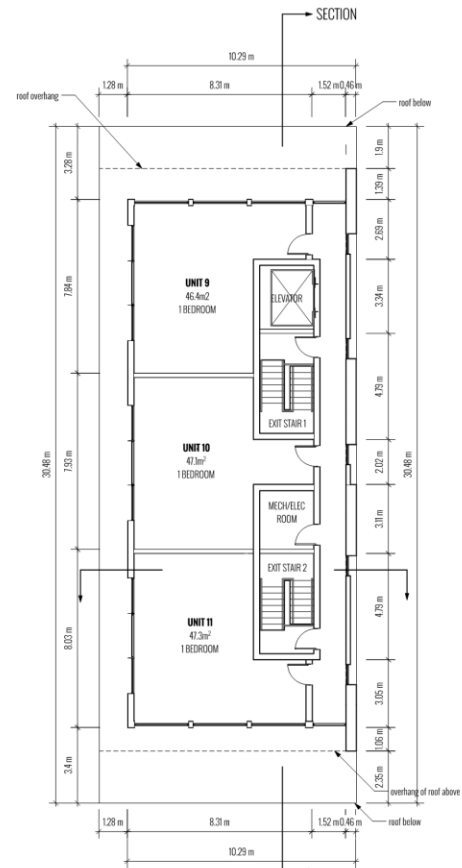 SECTION
10.29 m
1.28 m
8.31 m
1.52 m
0.46 m
roof overhang
roof below
3.28 m
1.9 m
1.39 m
2.69 m
UNIT 9
46.4m2
1 BEDROOM
ELEVATOR
7.84 m
3.34 m
EXIT STAIR 1
4.79 m
30.48 m
30.48 m
UNIT 10
47.1m²
1 BEDROOM
7.93 m
2.02 m
MECH/ELEC
ROOM
3.11 m
EXIT STAIR 2
UNIT 11
47.3m²
1 BEDROOM
8.03 m
4.79 m
3.05 m
1.06 m
3.4 m
2.35 m
overhang of roof above
roof below
1.28 m
8.31 m
1.52 m
0.46 m
10.29 m